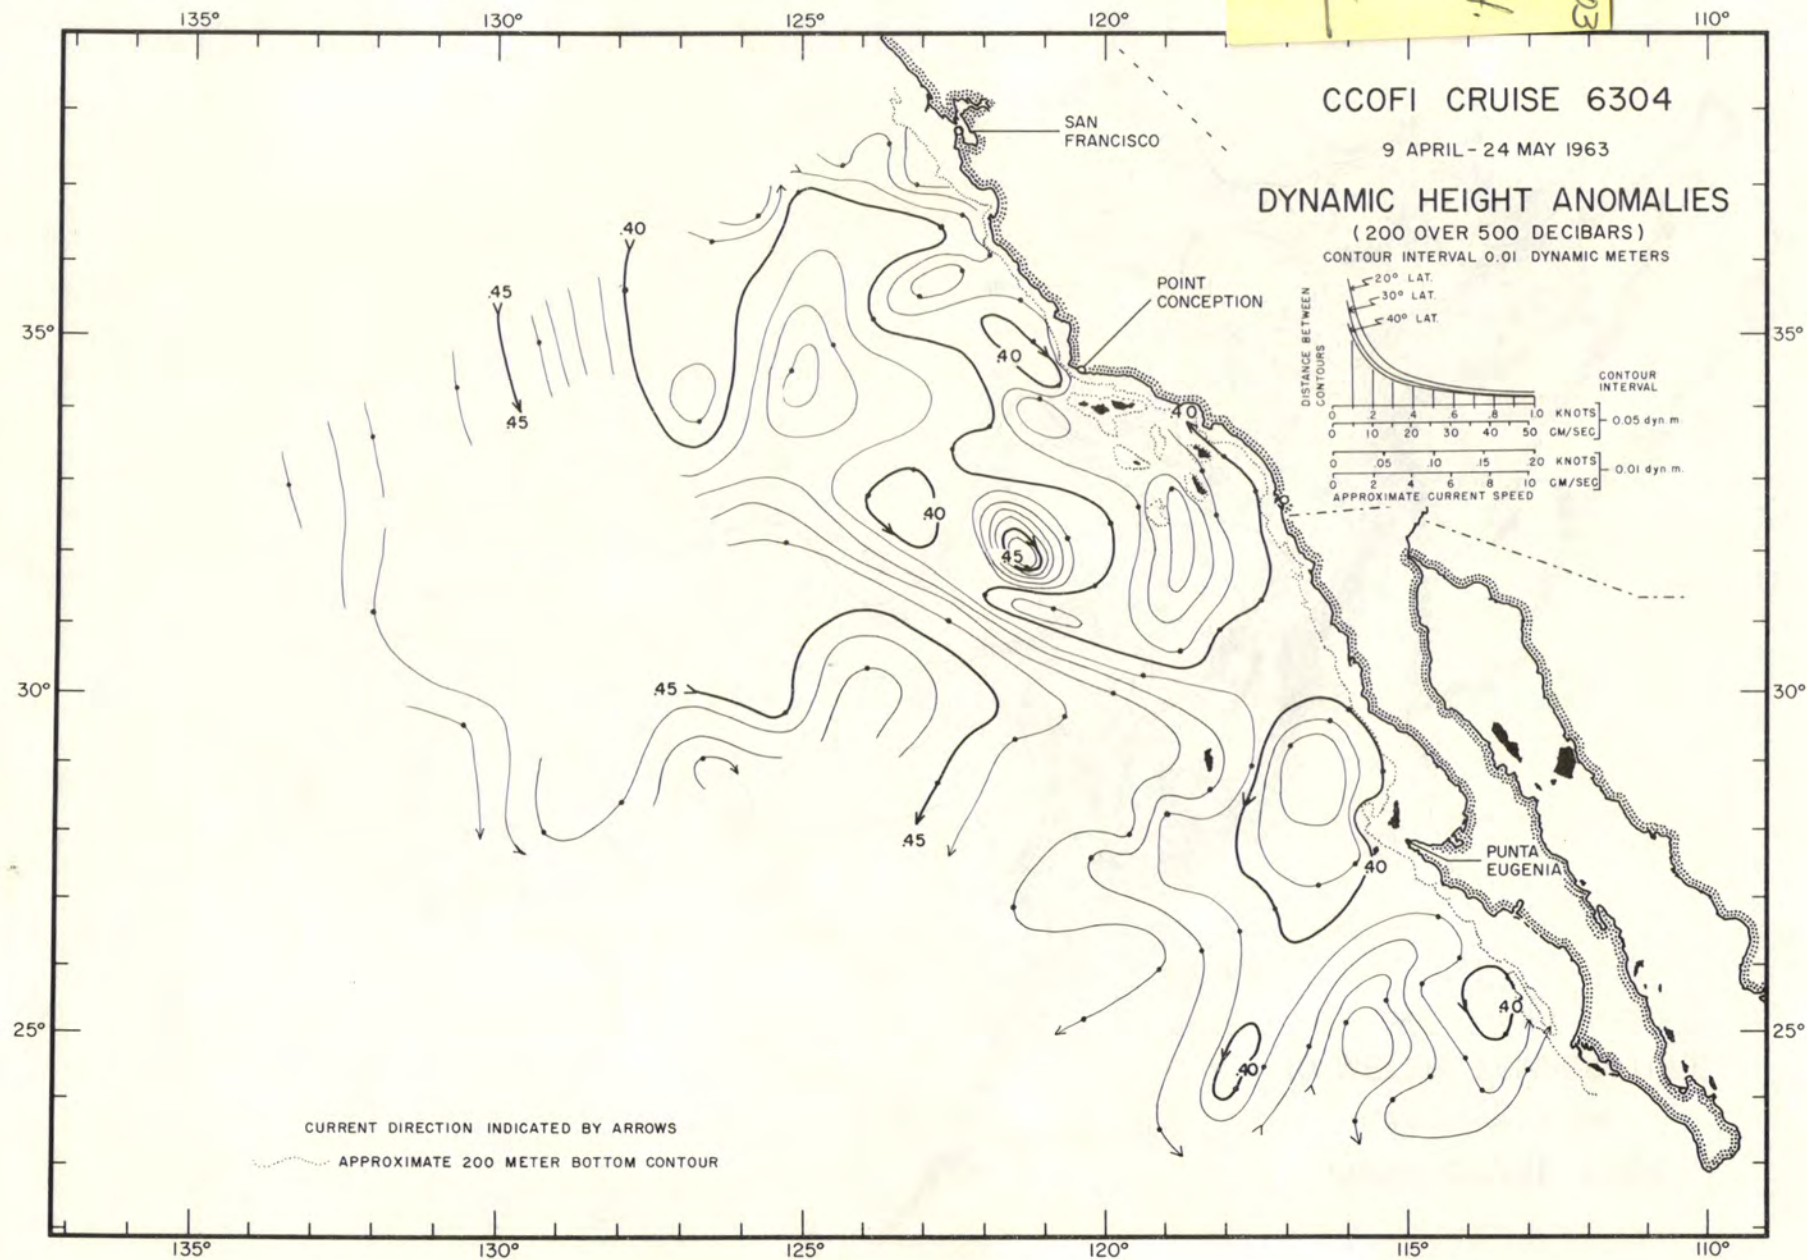 135°
130°
125°
120°
110°
CCOFI CRUISE 6304
9 APRIL - 24 MAY 1963
DYNAMIC HEIGHT ANOMALIES
(200 OVER 500 DECIBARS)
CONTOUR INTERVAL 0.01 DYNAMIC METERS
SAN
FRANCISCO
POINT
CONCEPTION
20° LAT.
30° LAT.
40° LAT.
DISTANCE BETWEEN
CONTOURS
CONTOUR
INTERVAL
0 .2 .4 .6 .8 1.0 KNOTS
0 10 20 30 40 50 CM/SEC
0.05 dyn m.
0 .05 .10 .15 .20 KNOTS
0 2 4 6 8 10 CM/SEC
0.01 dyn m.
APPROXIMATE CURRENT SPEED
.40
.45
35°
35°
.40
.45
.40
.40
.45
30°
.45
30°
.45
.40
PUNTA
EUGENIA
.40
25°
.40
25°
CURRENT DIRECTION INDICATED BY ARROWS
APPROXIMATE 200 METER BOTTOM CONTOUR
135°
130°
125°
120°
115°
110°